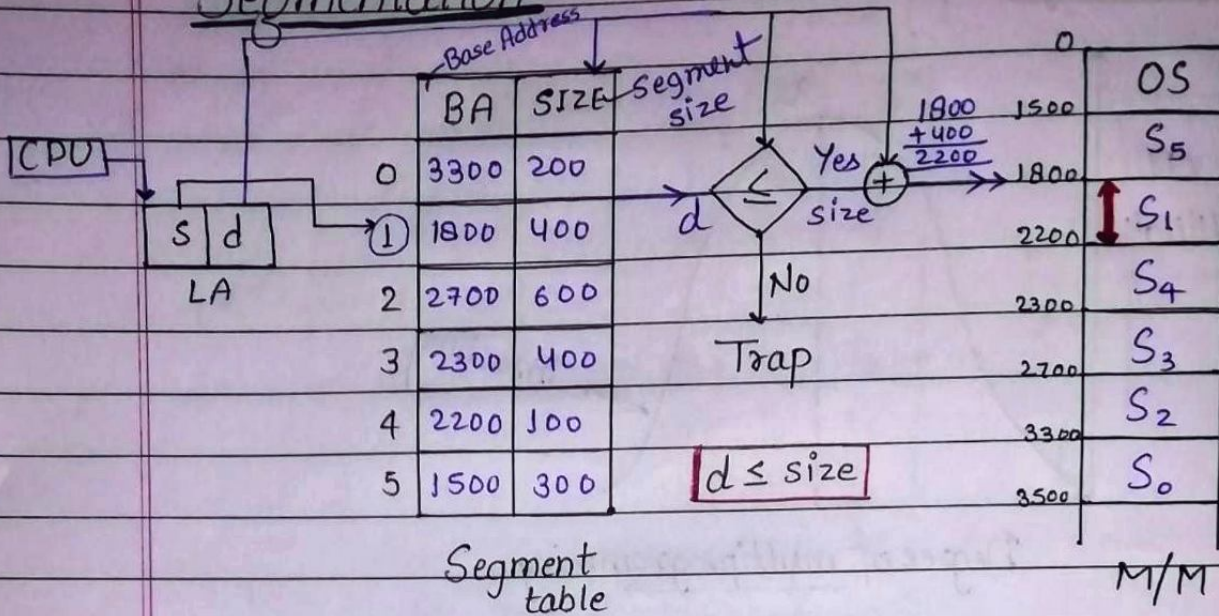 Segmentation
Base Address
BA SIZE
segment
size
CPU
s d
LA
0 3300 200
1 1800 400
2 2700 600
3 2300 400
4 2200 100
5 1500 300
Segment
table
d
≤
Yes
size
No
Trap
d ≤ size
1800
+400
2200
+
0
OS
1500
S5
1800
S1
2200
S4
2300
S3
2700
S2
3300
S0
3500
M/M